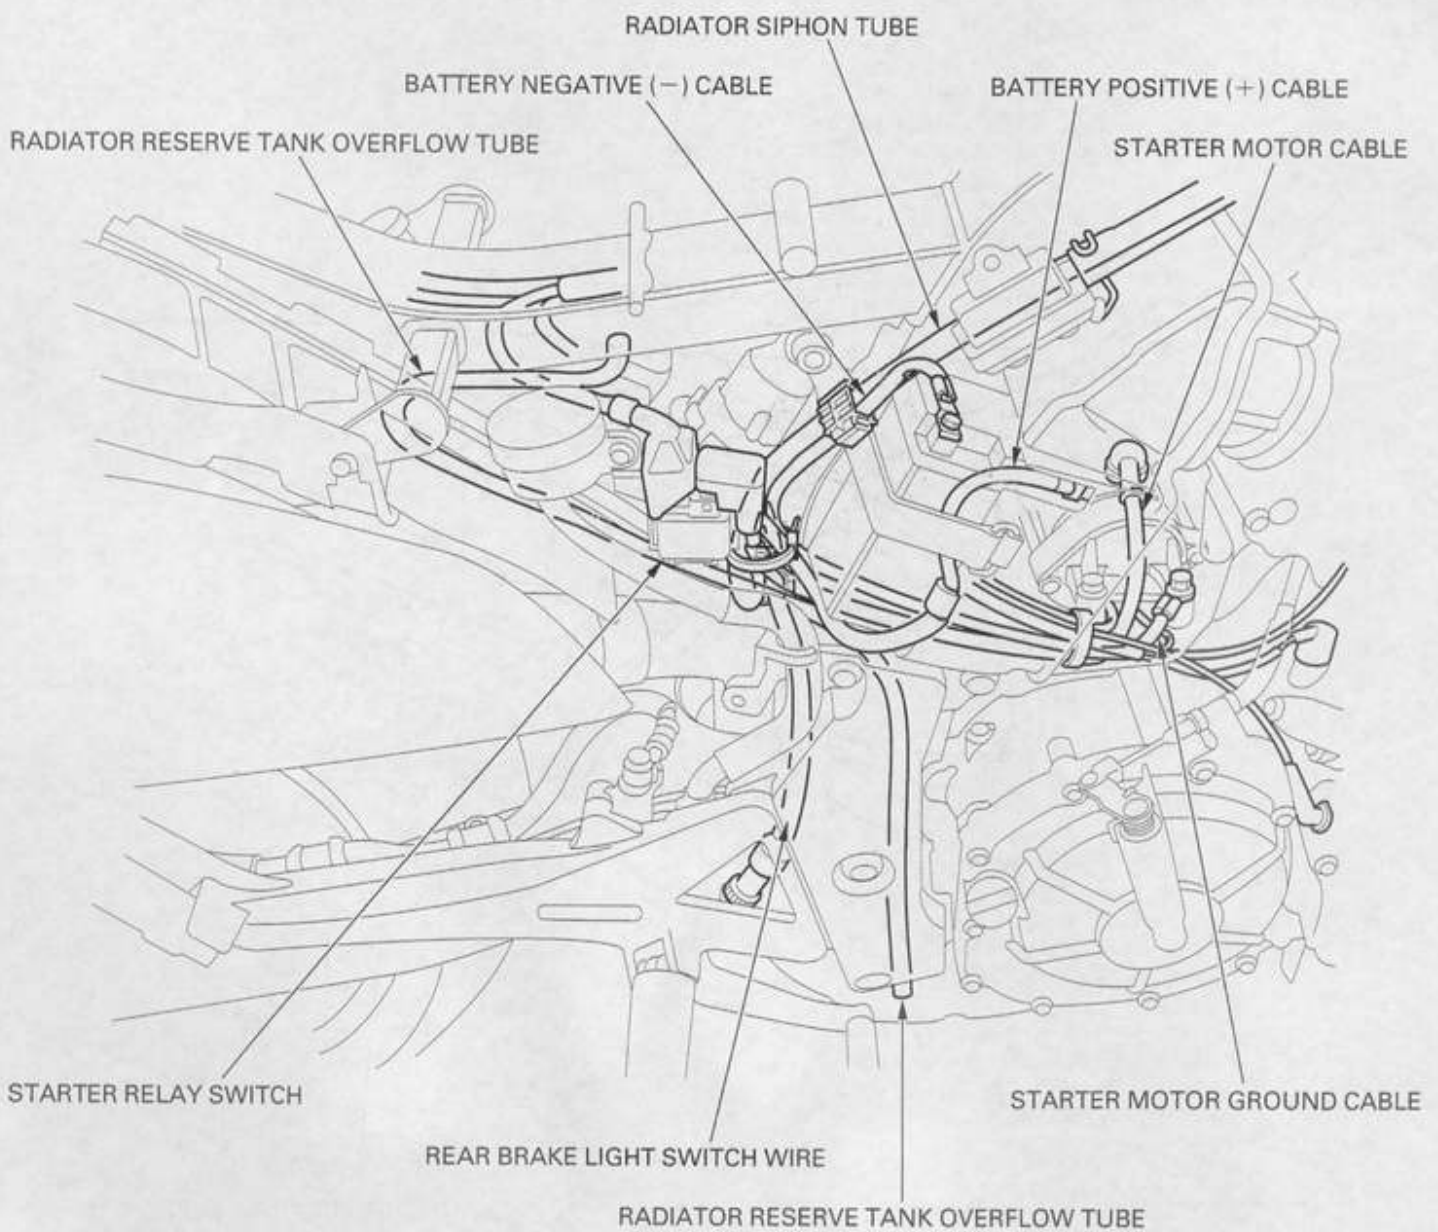 RADIATOR SIPHON TUBE
BATTERY NEGATIVE (−) CABLE
BATTERY POSITIVE (+) CABLE
RADIATOR RESERVE TANK OVERFLOW TUBE
STARTER MOTOR CABLE
STARTER RELAY SWITCH
STARTER MOTOR GROUND CABLE
REAR BRAKE LIGHT SWITCH WIRE
RADIATOR RESERVE TANK OVERFLOW TUBE